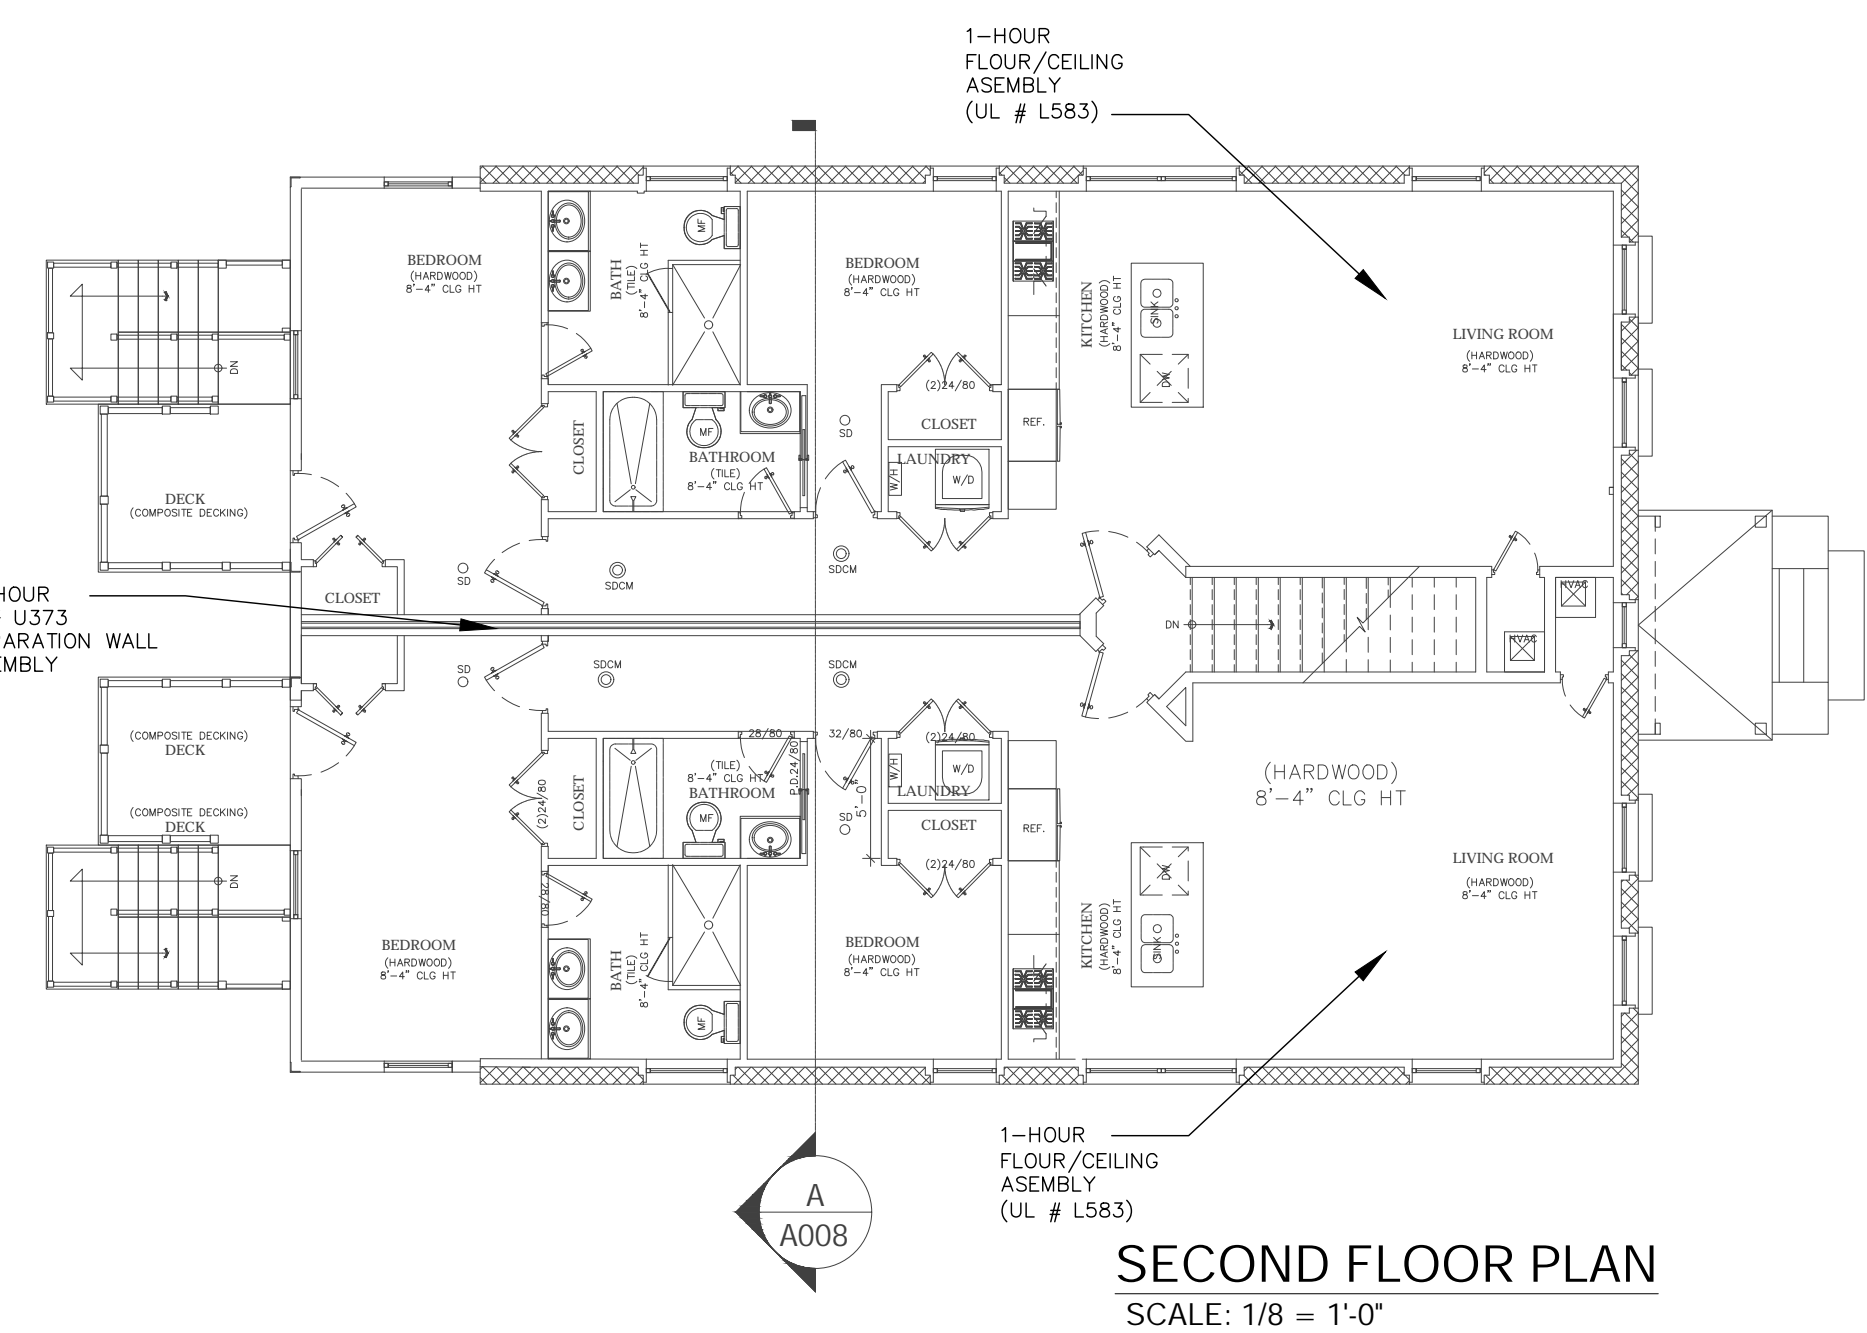 1-HOUR
FLOUR/CEILING
ASEMBLY
(UL # L583)
BEDROOM
(HARDWOOD)
8'-4" CLG HT
BATH
(TILE)
8'-4" CLG HT
MF
BEDROOM
(HARDWOOD)
8'-4" CLG HT
KITCHEN
(HARDWOOD)
8'-4" CLG HT
SINK
DW
LIVING ROOM
(HARDWOOD)
8'-4" CLG HT
DN
(2)24/80
CLOSET
REF.
CLOSET
MF
BATHROOM
(TILE)
8'-4" CLG HT
SD
LAUNDRY
W/H
W/D
DECK
(COMPOSITE DECKING)
SD
SDCM
SDCM
CLOSET
HOUR
U373
ARATION WALL
EMBLY
DN
HVAC
HVAC
SD
SDCM
SDCM
(COMPOSITE DECKING)
DECK
28/80
32/80
(2)24/80
P.D.24/80
(TILE)
8'-4" CLG HT
BATHROOM
W/H
W/D
LAUNDRY
(HARDWOOD)
8'-4" CLG HT
(COMPOSITE DECKING)
DECK
(2)24/80
CLOSET
MF
SD
5'-0"
CLOSET
REF.
(2)24/80
DN
28/80
DW
LIVING ROOM
(HARDWOOD)
8'-4" CLG HT
BEDROOM
(HARDWOOD)
8'-4" CLG HT
BATH
(TILE)
8'-4" CLG HT
MF
BEDROOM
(HARDWOOD)
8'-4" CLG HT
KITCHEN
(HARDWOOD)
8'-4" CLG HT
SINK
1-HOUR
FLOUR/CEILING
ASEMBLY
(UL # L583)
A
A008
SECOND FLOOR PLAN
SCALE: 1/8 = 1'-0"